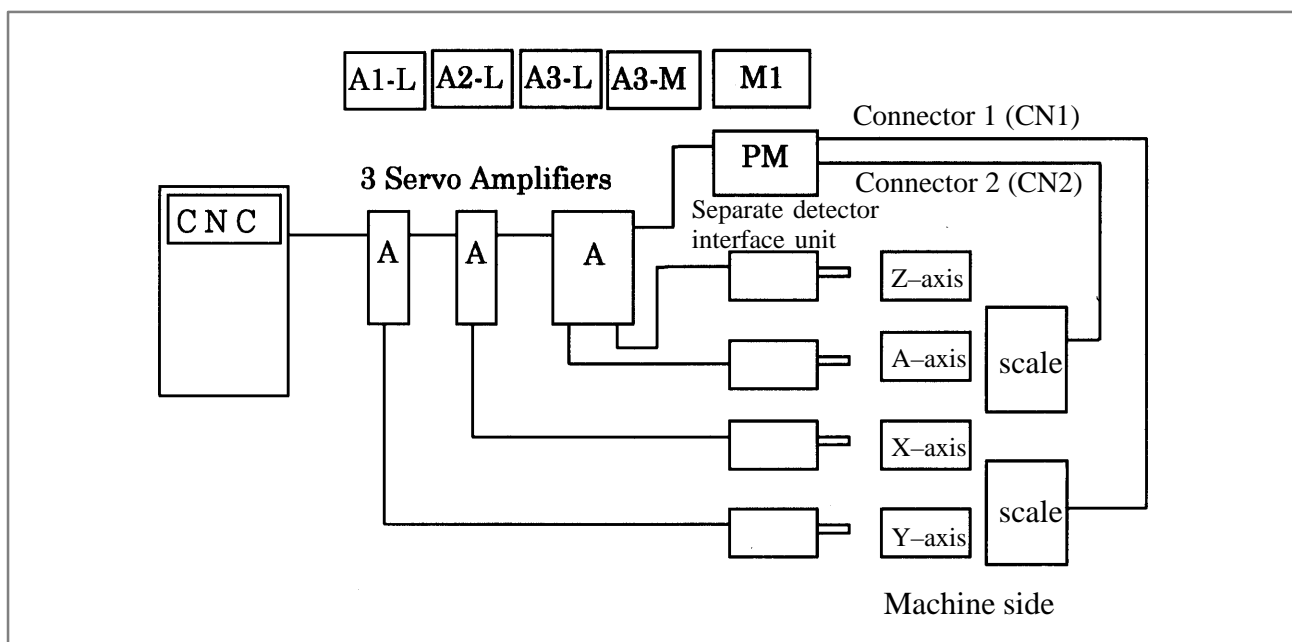 A1-L A2-L A3-L A3-M M1
Connector 1 (CN1)
PM
3 Servo Amplifiers
Connector 2 (CN2)
CNC
Separate detector
interface unit
A A A
Z–axis
A–axis
scale
X–axis
scale
Y–axis
Machine side